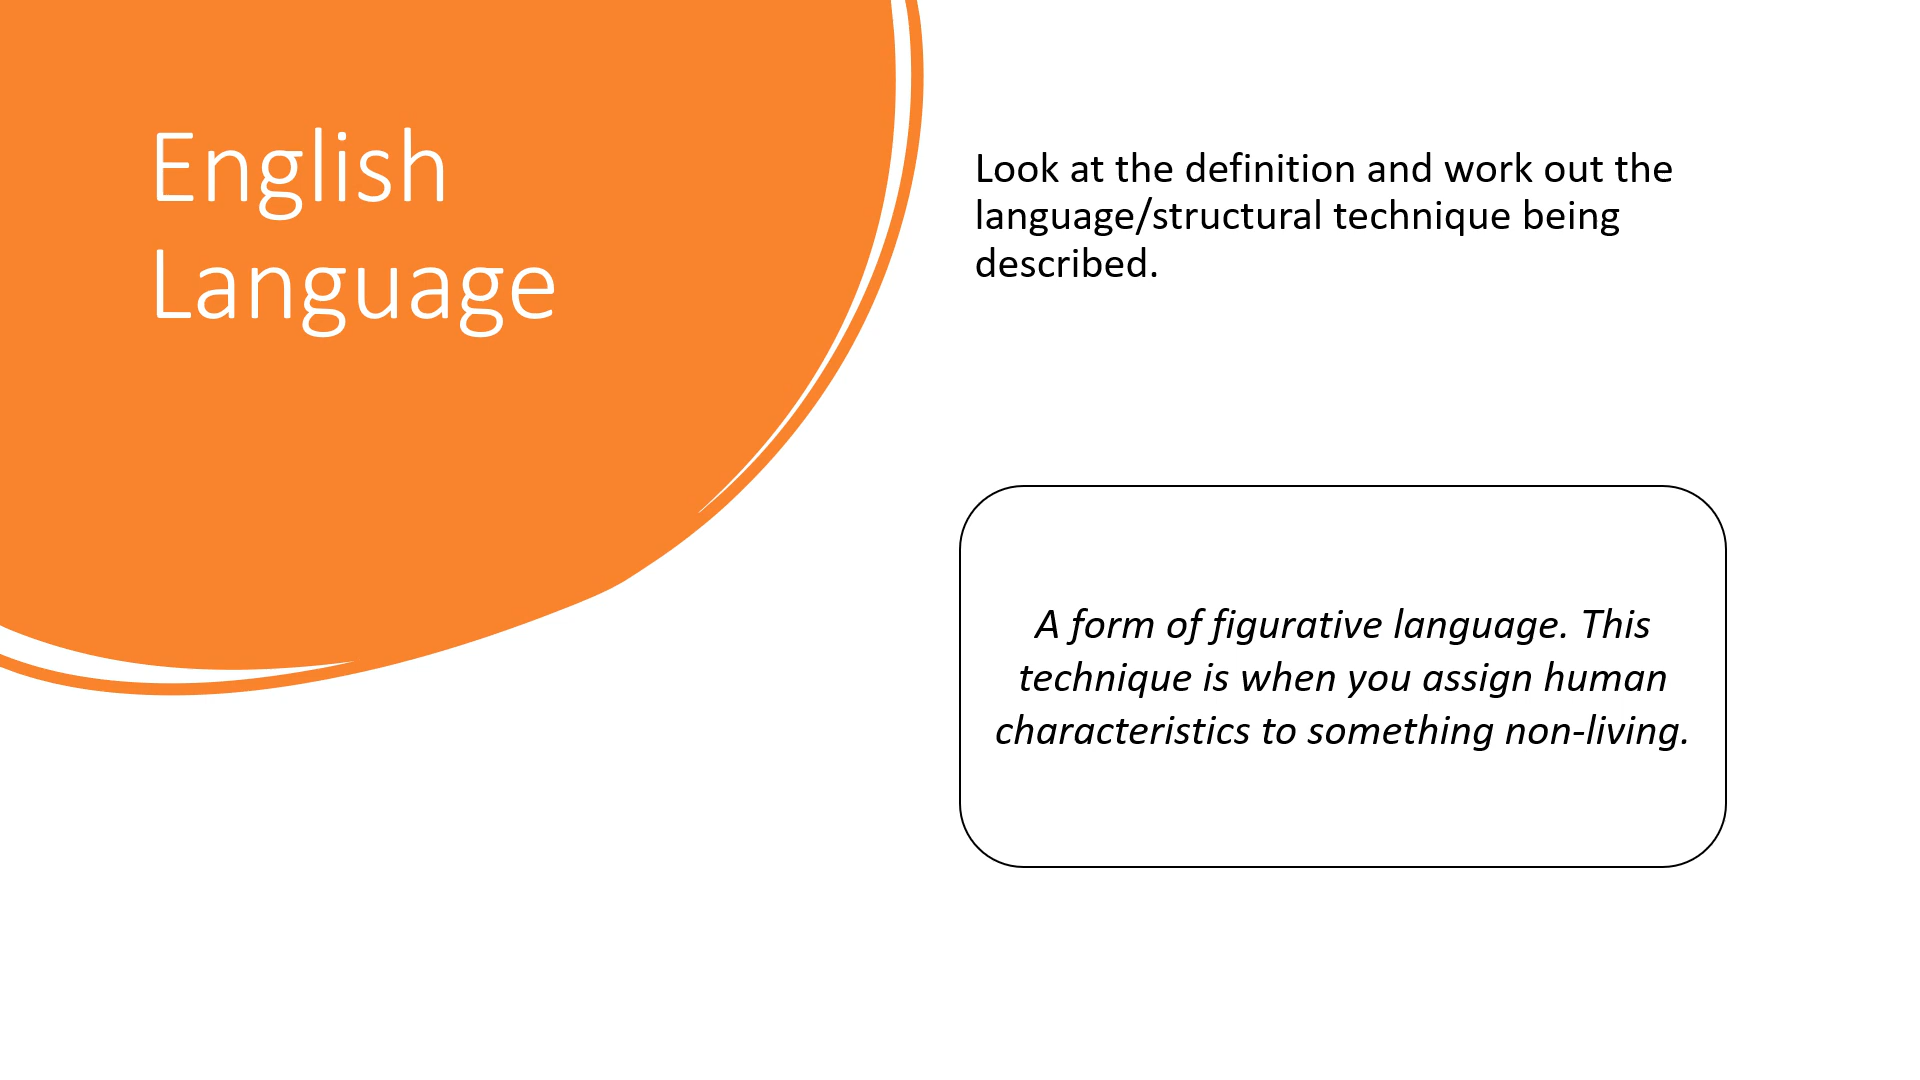 English
Language
Look at the definition and work out the
language/structural technique being
described.
A form of figurative language. This
technique is when you assign human
characteristics to something non-living.